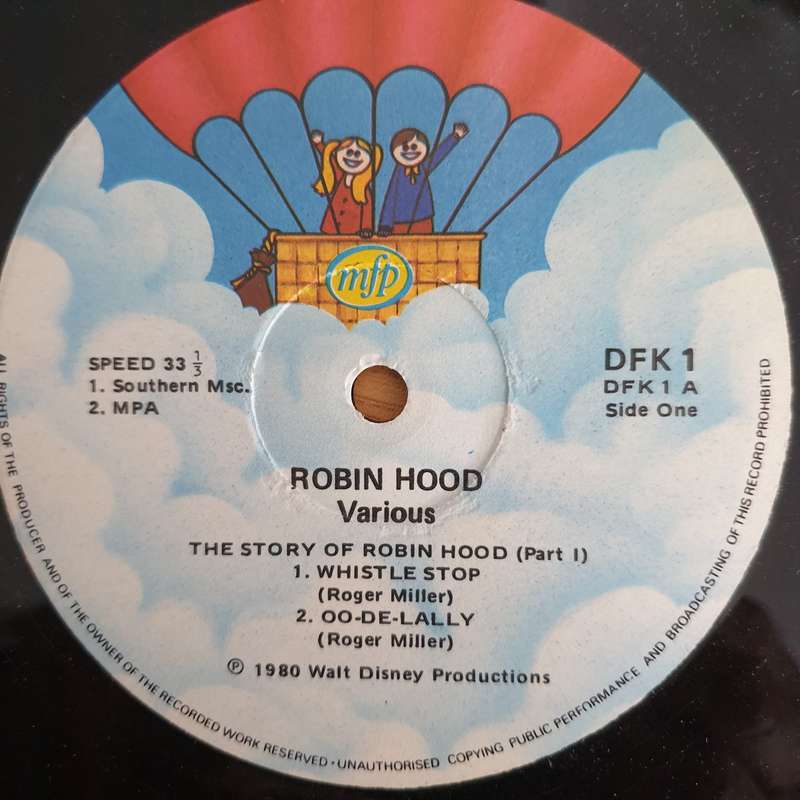 mfp
SPEED 33 1/3
1. Southern Msc.
2. MPA
DFK 1
DFK 1 A
Side One
ROBIN HOOD
Various
THE STORY OF ROBIN HOOD (Part I)
1. WHISTLE STOP
(Roger Miller)
2. OO-DE-LALLY
(Roger Miller)
℗ 1980 Walt Disney Productions
ALL RIGHTS OF THE PRODUCER AND OF THE OWNER OF THE RECORDED WORK RESERVED · UNAUTHORISED COPYING PUBLIC PERFORMANCE AND BROADCASTING OF THIS RECORD PROHIBITED